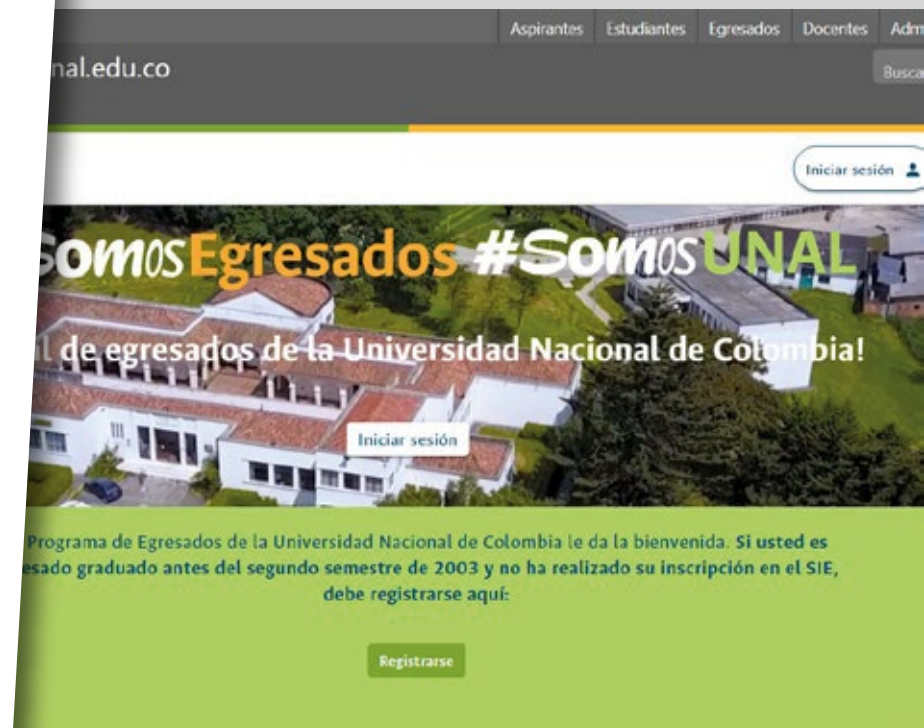 Aspirantes Estudiantes Egresados Docentes Adm
nal.edu.co
Busca
Iniciar sesión
SomosEgresados #SomosUNAL
l de egresados de la Universidad Nacional de Colombia!
Iniciar sesión
Programa de Egresados de la Universidad Nacional de Colombia le da la bienvenida. Si usted es
esado graduado antes del segundo semestre de 2003 y no ha realizado su inscripción en el SIE,
debe registrarse aquí:
Registrarse